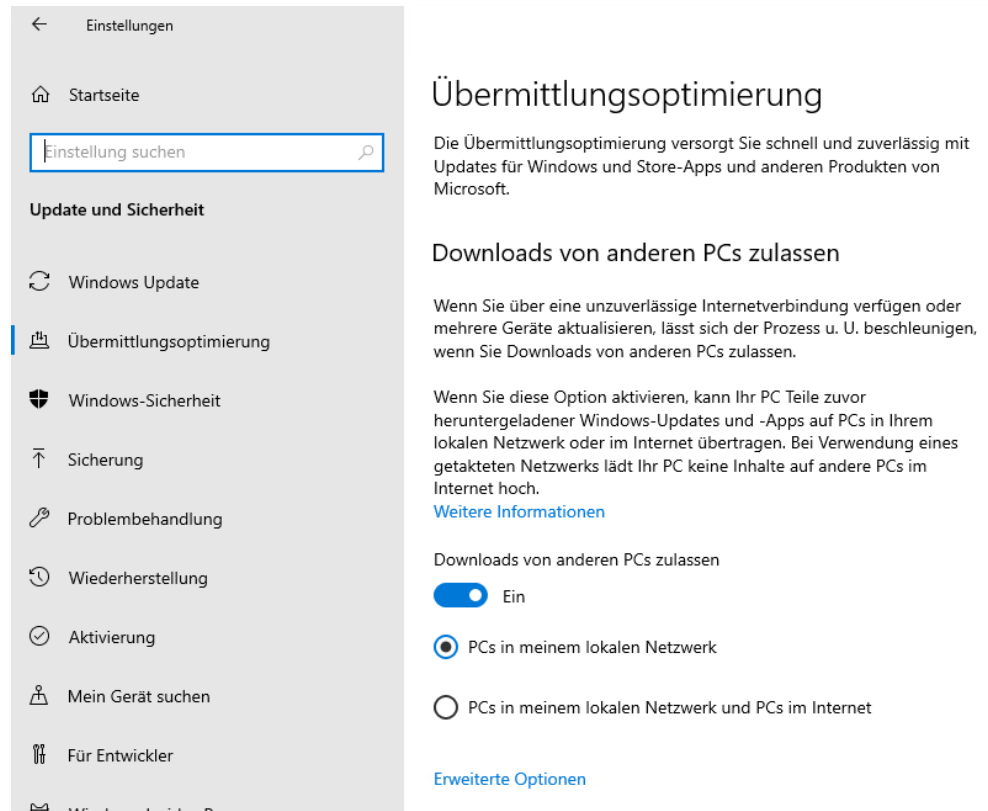 Einstellungen
Startseite
Einstellung suchen
Update und Sicherheit
Windows Update
Übermittlungsoptimierung
Windows-Sicherheit
Sicherung
Problembehandlung
Wiederherstellung
Aktivierung
Mein Gerät suchen
Für Entwickler
Übermittlungsoptimierung
Die Übermittlungsoptimierung versorgt Sie schnell und zuverlässig mit
Updates für Windows und Store-Apps und anderen Produkten von
Microsoft.
Downloads von anderen PCs zulassen
Wenn Sie über eine unzuverlässige Internetverbindung verfügen oder
mehrere Geräte aktualisieren, lässt sich der Prozess u. U. beschleunigen,
wenn Sie Downloads von anderen PCs zulassen.
Wenn Sie diese Option aktivieren, kann Ihr PC Teile zuvor
heruntergeladener Windows-Updates und -Apps auf PCs in Ihrem
lokalen Netzwerk oder im Internet übertragen. Bei Verwendung eines
getakteten Netzwerks lädt Ihr PC keine Inhalte auf andere PCs im
Internet hoch.
Weitere Informationen
Downloads von anderen PCs zulassen
Ein
PCs in meinem lokalen Netzwerk
PCs in meinem lokalen Netzwerk und PCs im Internet
Erweiterte Optionen